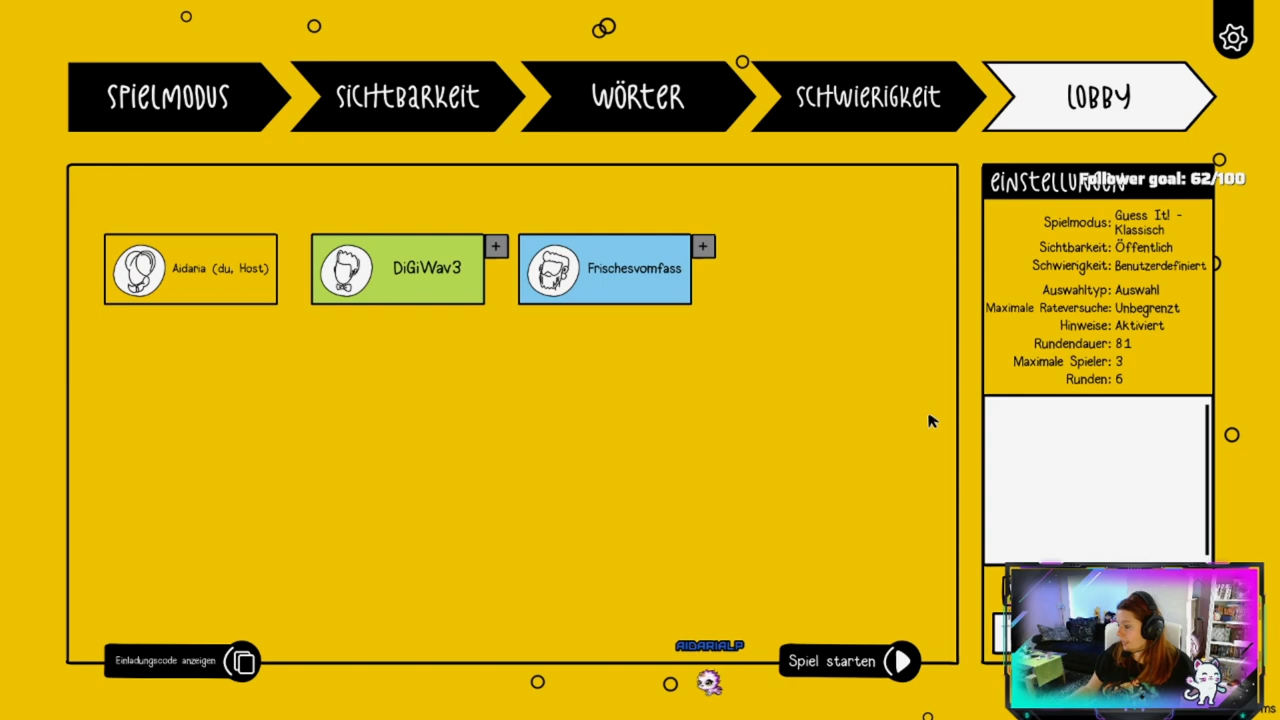 SPIELMODUS
SICHTBARKEIT
WÖRTER
SCHWIERIGKEIT
LOBBY
Follower goal: 62/100
Aidaria (du, Host)
DiGiWav3
+
Frischesvomfass
+
Spielmodus: Guess It! -
Klassisch
Sichtbarkeit: Öffentlich
Schwierigkeit: Benutzerdefiniert
Auswahltyp: Auswahl
Maximale Rateversuche: Unbegrenzt
Hinweise: Aktiviert
Rundendauer: 81
Maximale Spieler: 3
Runden: 6
Einladungscode anzeigen
AIDARIALP
Spiel starten
ms